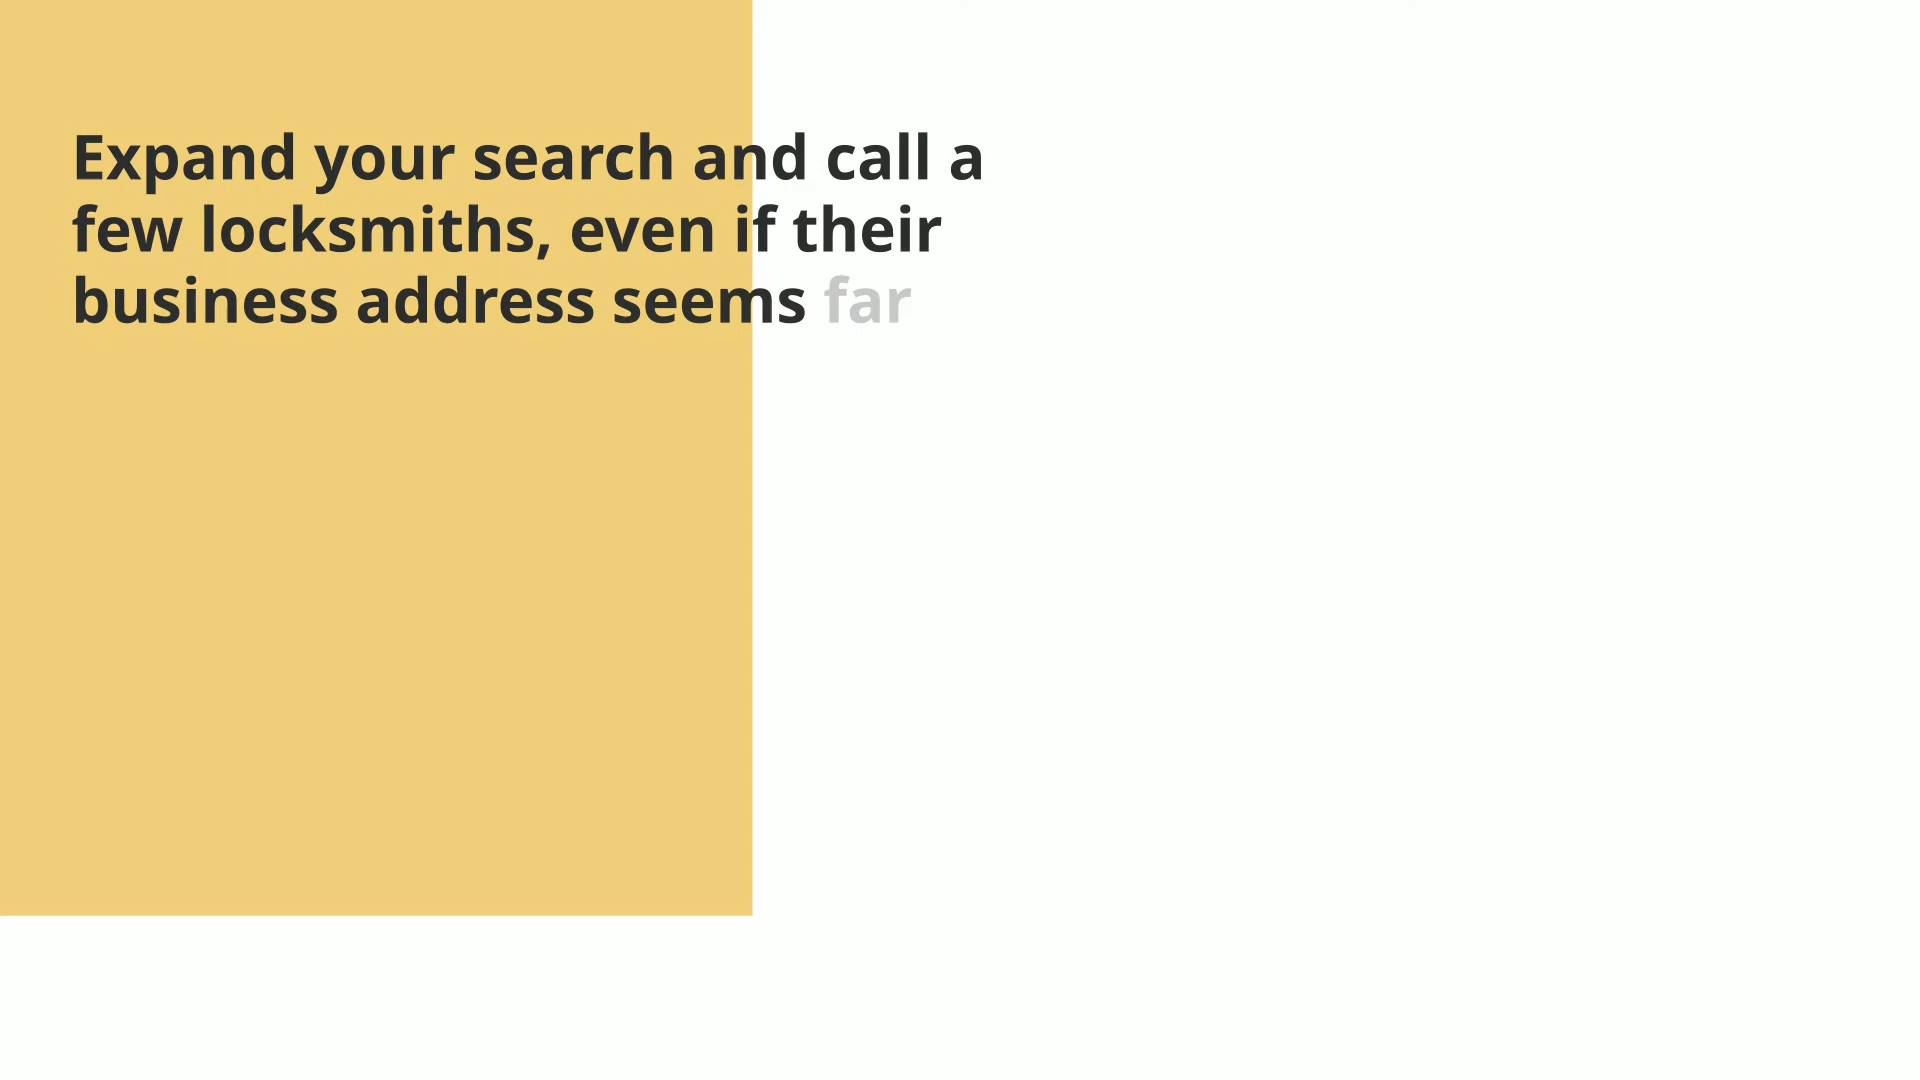 Expand your search and call a
few locksmiths, even if their
business address seems far